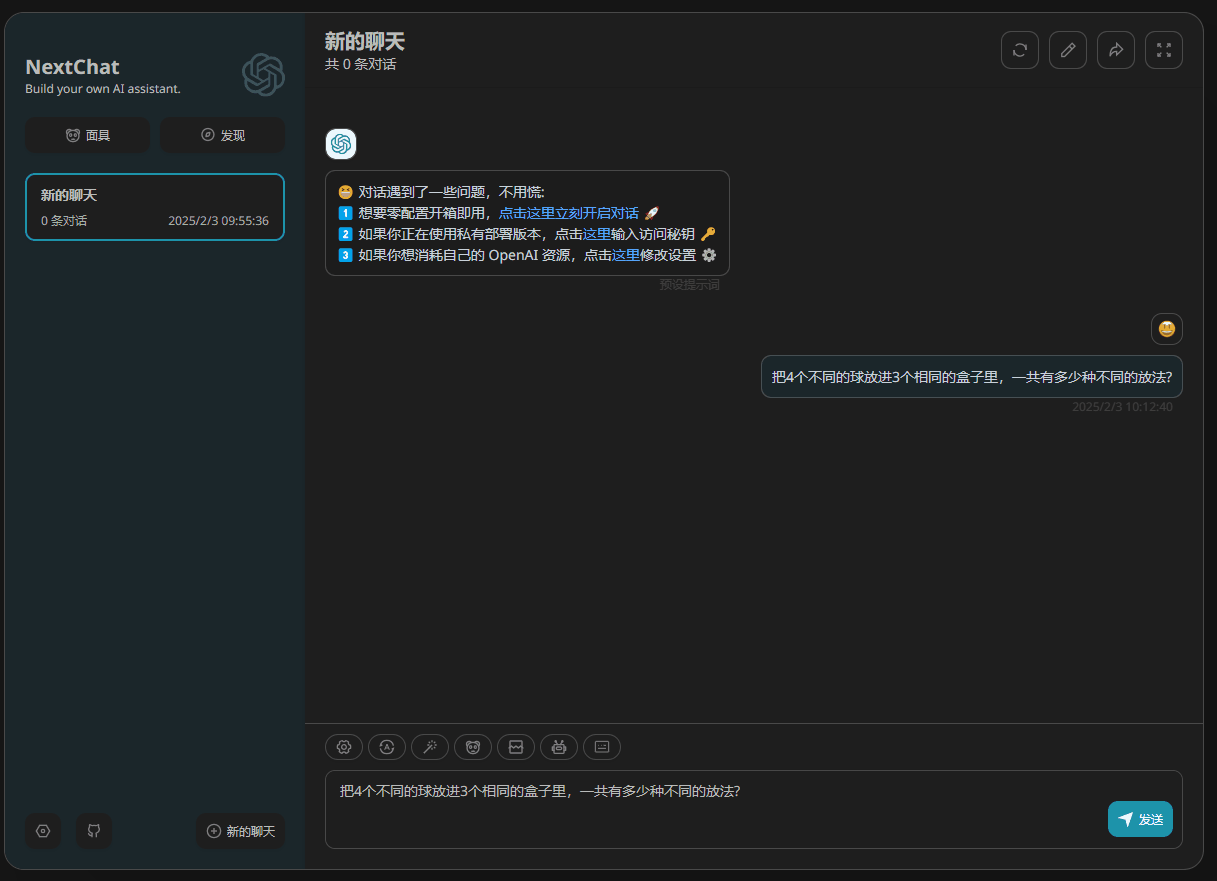 NextChat
Build your own AI assistant.
面具
发现
新的聊天
0 条对话
2025/2/3 09:55:36
新的聊天
新的聊天
共 0 条对话
😁 对话遇到了一些问题，不用慌:
1️⃣ 想要零配置开箱即用，点击这里立刻开启对话 🚀
2️⃣ 如果你正在使用私有部署版本，点击这里输入访问秘钥 🔑
3️⃣ 如果你想消耗自己的 OpenAI 资源，点击这里修改设置 ⚙️
预设提示词
把4个不同的球放进3个相同的盒子里，一共有多少种不同的放法?
2025/2/3 10:12:40
把4个不同的球放进3个相同的盒子里，一共有多少种不同的放法?
发送